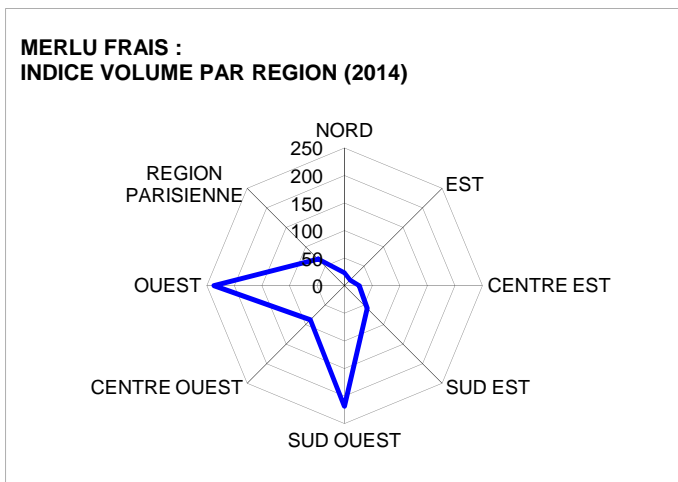 MERLU FRAIS :
INDICE VOLUME PAR REGION (2014)
NORD
250
REGION
PARISIENNE
EST
200
150
100
50
0
OUEST
CENTRE EST
CENTRE OUEST
SUD EST
SUD OUEST